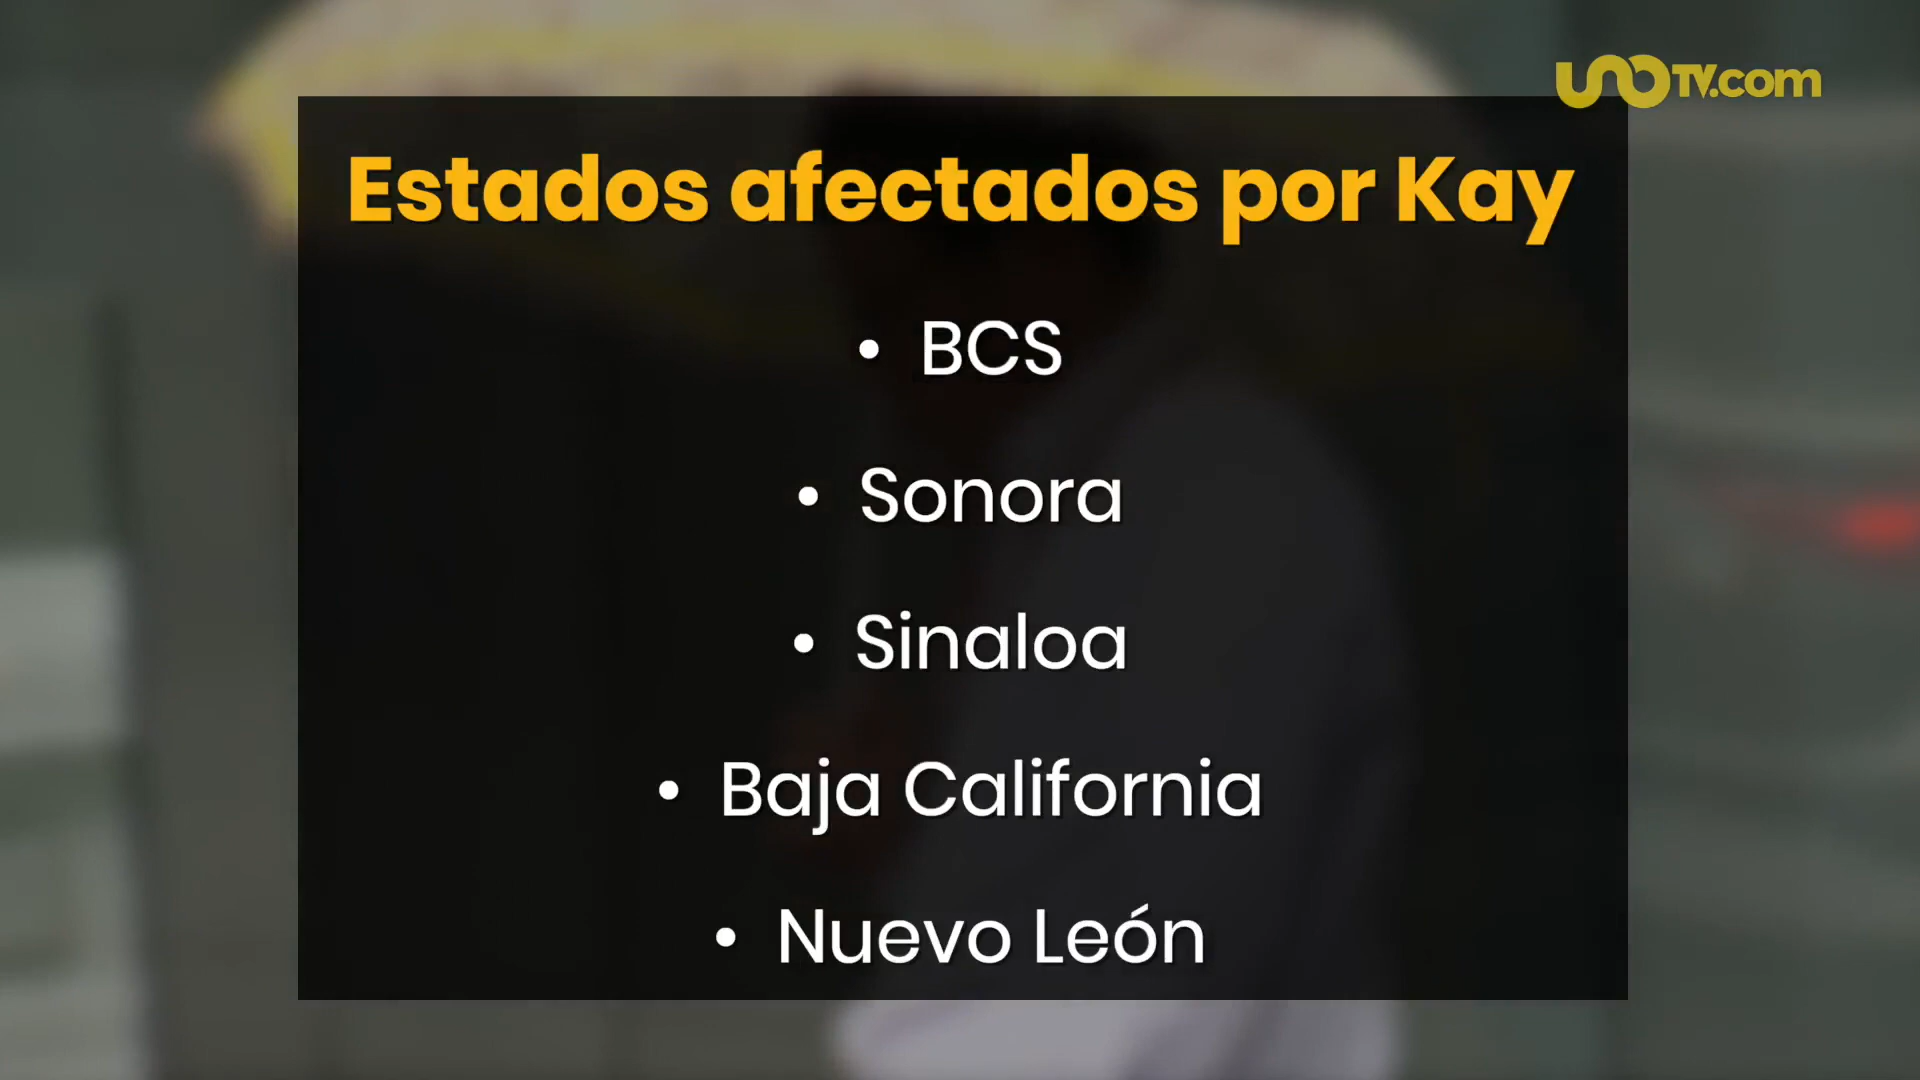 UNOTV.com
Estados afectados por Kay
• BCS
• Sonora
• Sinaloa
• Baja California
• Nuevo León